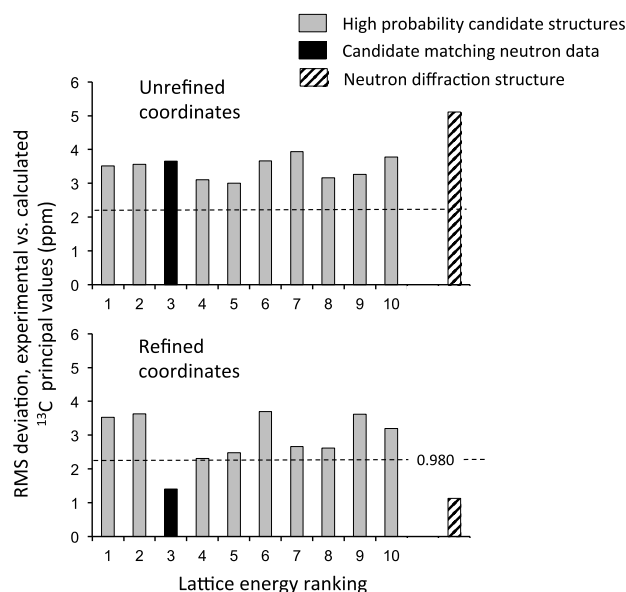 High probability candidate structures
Candidate matching neutron data
Neutron diffraction structure
RMS deviation, experimental vs. calculated
¹³C principal values (ppm)
Unrefined
coordinates
6
5
4
3
2
1
0
1 2 3 4 5 6 7 8 9 10
Refined
coordinates
6
5
4
3
2
1
0
0.980
1 2 3 4 5 6 7 8 9 10
Lattice energy ranking